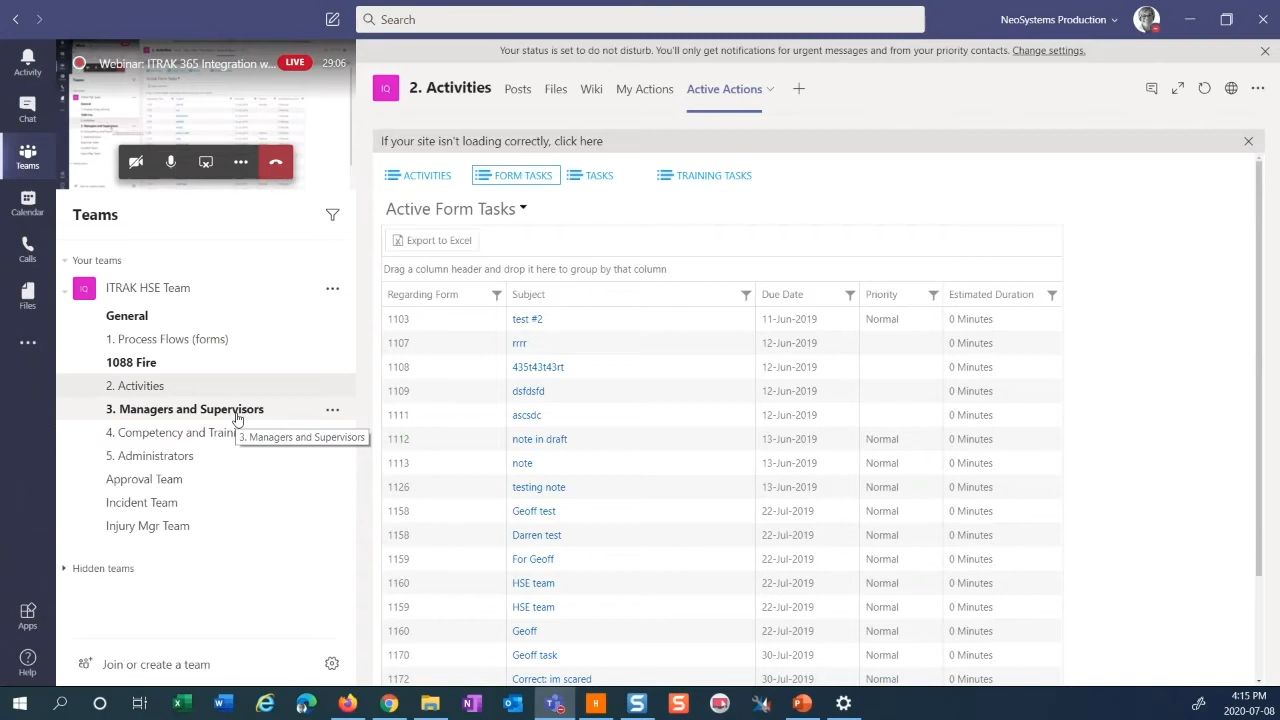 Search
NeoSystems Production
Your status is set to do not disturb. You'll only get notifications for urgent messages and from your priority contacts. Change settings.
Webinar: ITRAK 365 Integration w... LIVE 29:06
IQ 2. Activities Posts Files Wiki My Actions Active Actions
If your site isn't loading click here
ACTIVITIES FORM TASKS TASKS TRAINING TASKS
Active Form Tasks
Export to Excel
Drag a column header and drop it here to group by that column
Regarding Form Subject Due Date Priority Estimated Duration
1103 test #2 11-Jun-2019 Normal 0 Minutes
1107 rrrr 12-Jun-2019 0 Minutes
1108 435t43t43rt 12-Jun-2019 0 Minutes
1109 dsfdsfd 12-Jun-2019 0 Minutes
1111 ascsdc 12-Jun-2019 0 Minutes
1112 note in draft 13-Jun-2019 Normal 0 Minutes
1113 note 13-Jun-2019 Normal 0 Minutes
1126 testing note 13-Jun-2019 Normal 0 Minutes
1158 Geoff test 22-Jul-2019 Normal 0 Minutes
1158 Darren test 22-Jul-2019 Normal 0 Minutes
1159 For Geoff 22-Jul-2019 Normal 0 Minutes
1160 HSE team 22-Jul-2019 Normal 0 Minutes
1159 HSE team 22-Jul-2019 Normal 0 Minutes
1160 Geoff 22-Jul-2019 Normal 0 Minutes
1170 Geoff task 30-Jul-2019 Normal 0 Minutes
1172 Correct: im scared 30-Jul-2019 Normal 0 Minutes
Activity
Chat
Teams
Calendar
Calls
Files
Apps
Help
Teams
Your teams
IQ ITRAK HSE Team
General
1. Process Flows (forms)
1088 Fire
2. Activities
3. Managers and Supervisors
4. Competency and
3. Managers and Supervisors
5. Administrators
Approval Team
Incident Team
Injury Mgr Team
Hidden teams
Join or create a team
4:15 PM
2020-07-08